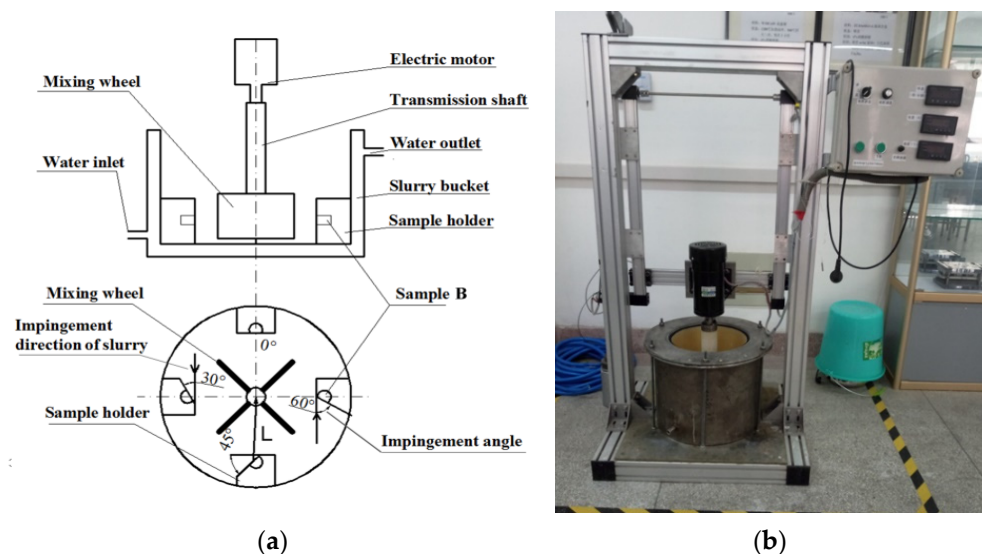 Electric motor
Mixing wheel
Transmission shaft
Water outlet
Water inlet
Slurry bucket
Sample holder
Sample B
Mixing wheel
Impingement
direction of slurry
0°
30°
60°
Sample holder
45°
L
Impingement angle
(a)
(b)